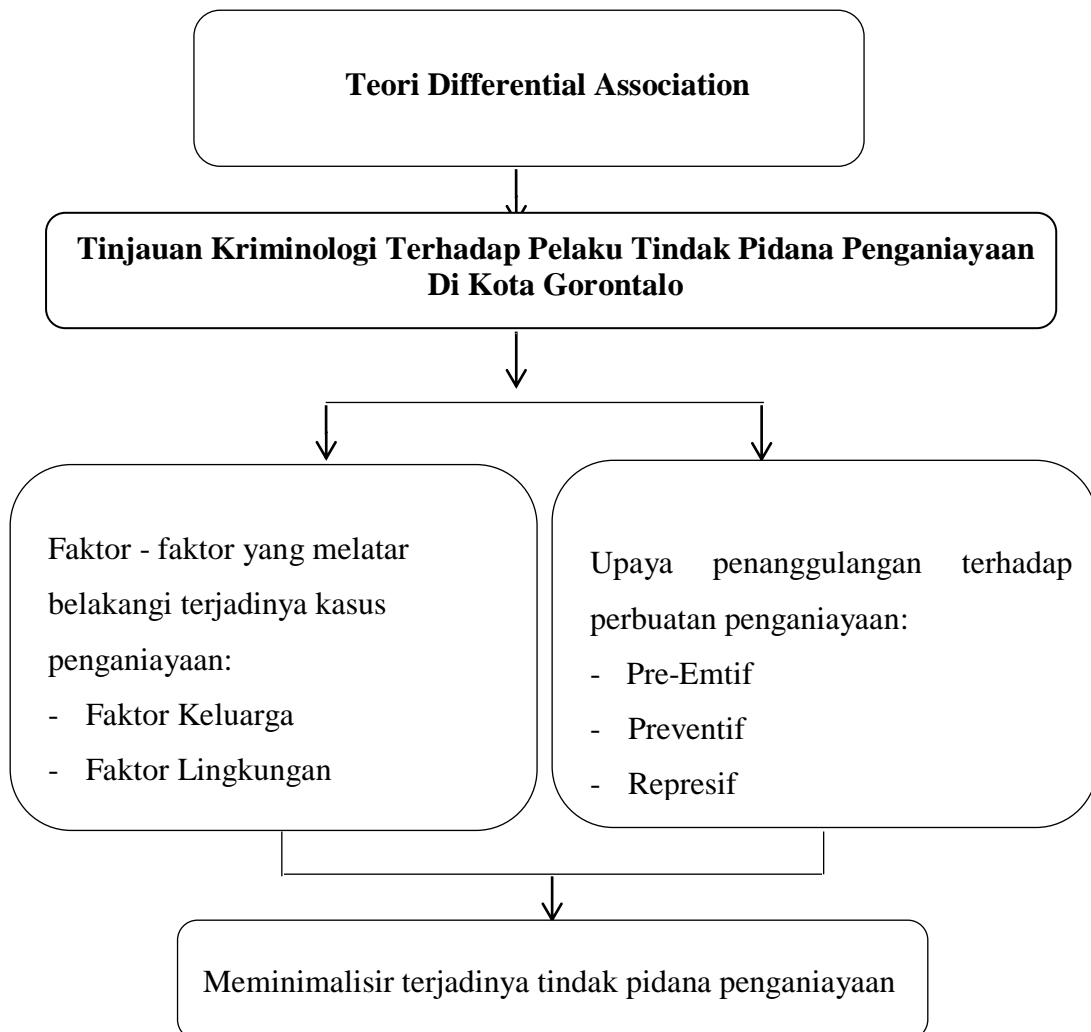 Teori Differential Association
Tinjauan Kriminologi Terhadap Pelaku Tindak Pidana Penganiayaan
Di Kota Gorontalo
Faktor - faktor yang melatar
belakangi terjadinya kasus
penganiayaan:
- Faktor Keluarga
- Faktor Lingkungan
Upaya penanggulangan terhadap
perbuatan penganiayaan:
- Pre-Emtif
- Preventif
- Represif
Meminimalisir terjadinya tindak pidana penganiayaan